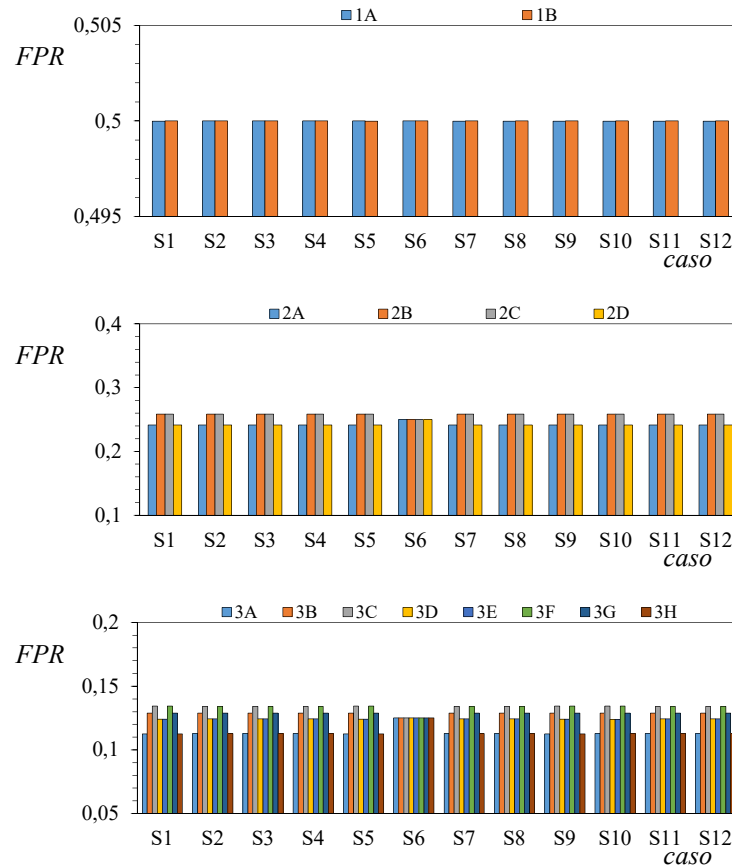 1A 1B
0,505
FPR
0,5
0,495
S1 S2 S3 S4 S5 S6 S7 S8 S9 S10 S11 S12
caso
0,4
2A 2B 2C 2D
FPR
0,3
0,2
0,1
S1 S2 S3 S4 S5 S6 S7 S8 S9 S10 S11 S12
caso
0,2
3A 3B 3C 3D 3E 3F 3G 3H
FPR
0,15
0,1
0,05
S1 S2 S3 S4 S5 S6 S7 S8 S9 S10 S11 S12
caso